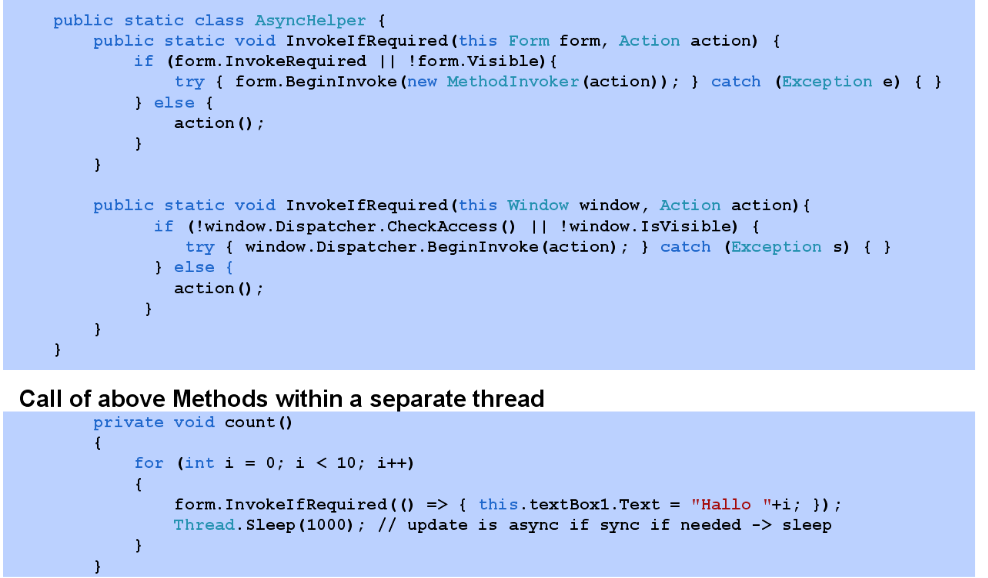 public static class AsyncHelper {
public static void InvokeIfRequired(this Form form, Action action) {
if (form.InvokeRequired || !form.Visible){
try { form.BeginInvoke(new MethodInvoker(action)); } catch (Exception e) { }
} else {
action();
}
}
public static void InvokeIfRequired(this Window window, Action action){
if (!window.Dispatcher.CheckAccess() || !window.IsVisible) {
try { window.Dispatcher.BeginInvoke(action); } catch (Exception s) { }
} else {
action();
}
}
}
Call of above Methods within a separate thread
private void count()
{
for (int i = 0; i < 10; i++)
{
form.InvokeIfRequired(() => { this.textBox1.Text = "Hallo "+i; });
Thread.Sleep(1000); // update is async if sync if needed -> sleep
}
}